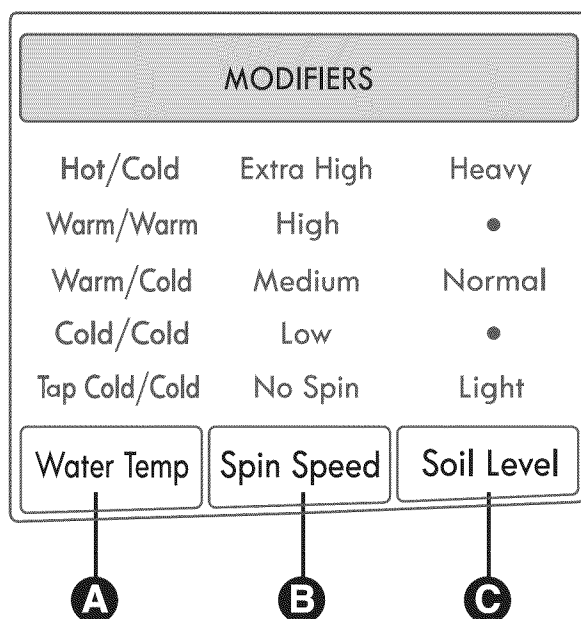 MODIFIERS
Hot/Cold Extra High Heavy
Warm/Warm High •
Warm/Cold Medium Normal
Cold/Cold Low •
Tap Cold/Cold No Spin Light
Water Temp Spin Speed Soil Level
A B C